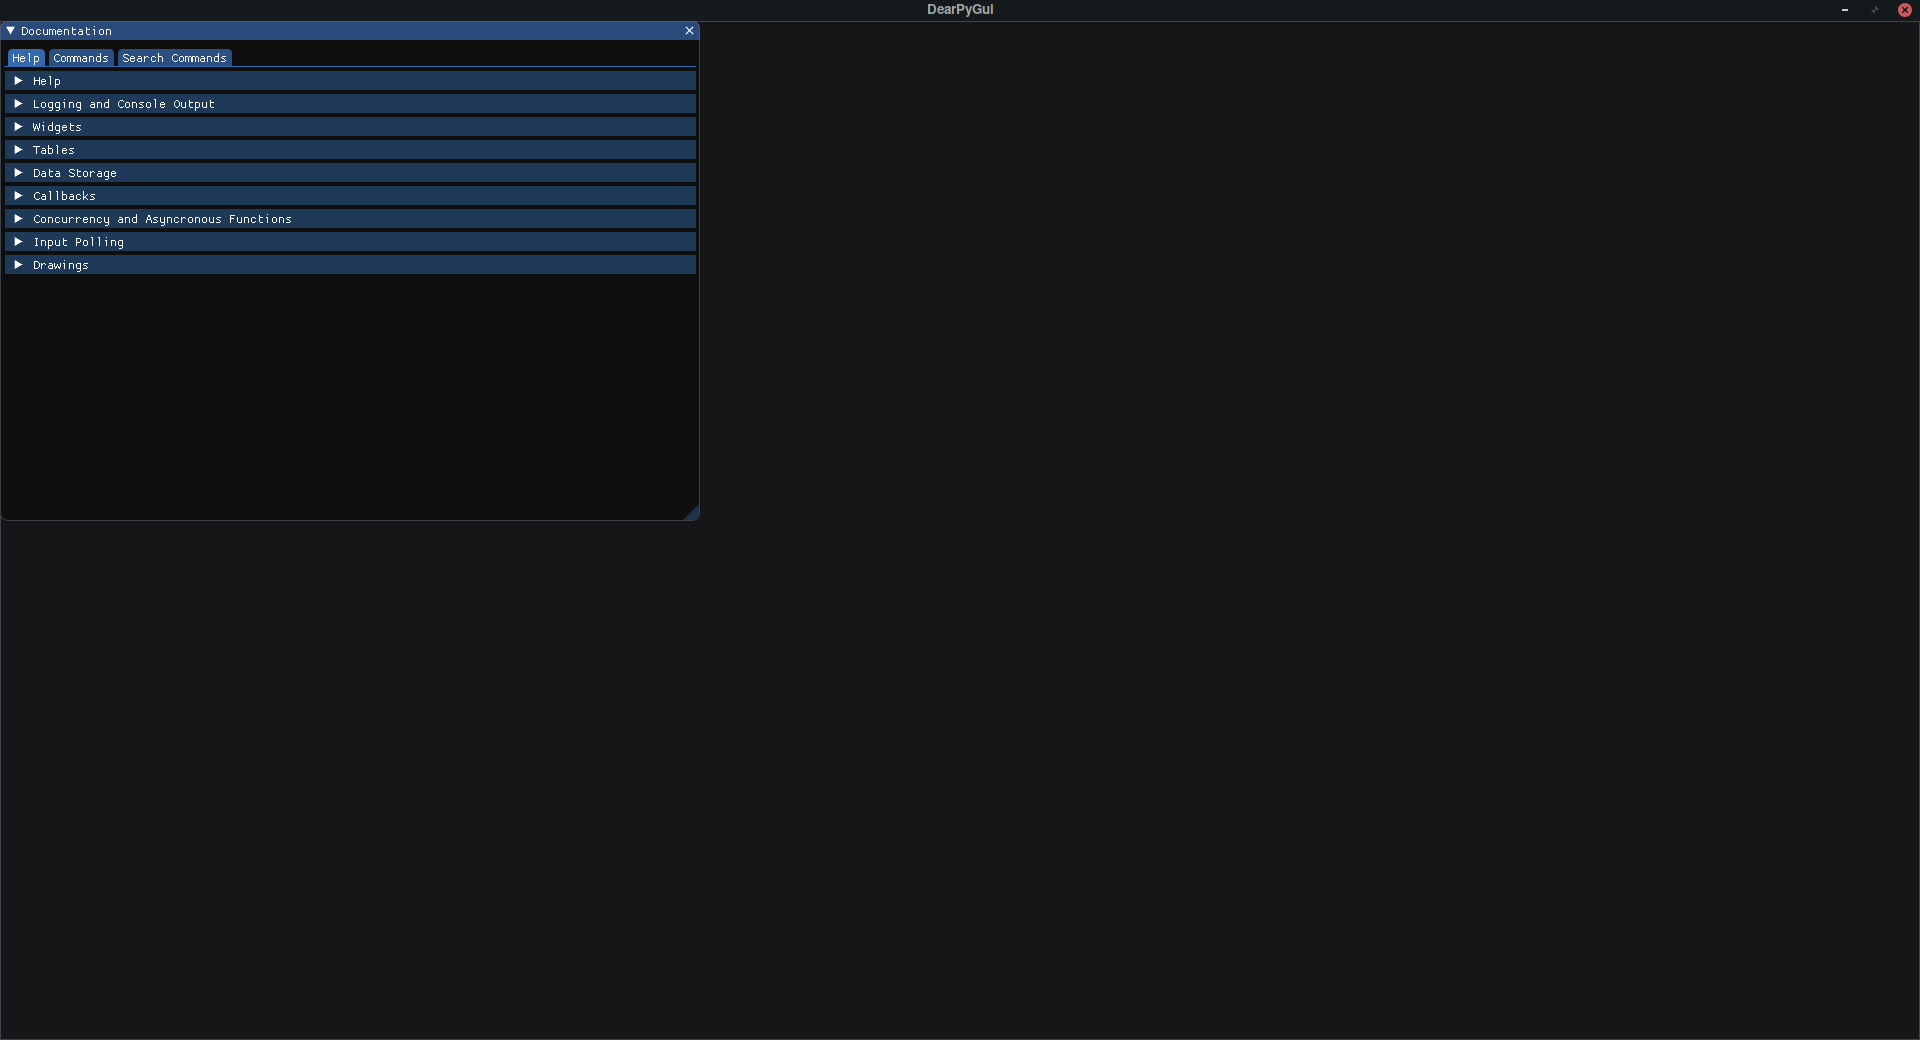 DearPyGui
Documentation
Help Commands Search Commands
Help
Logging and Console Output
Widgets
Tables
Data Storage
Callbacks
Concurrency and Asyncronous Functions
Input Polling
Drawings